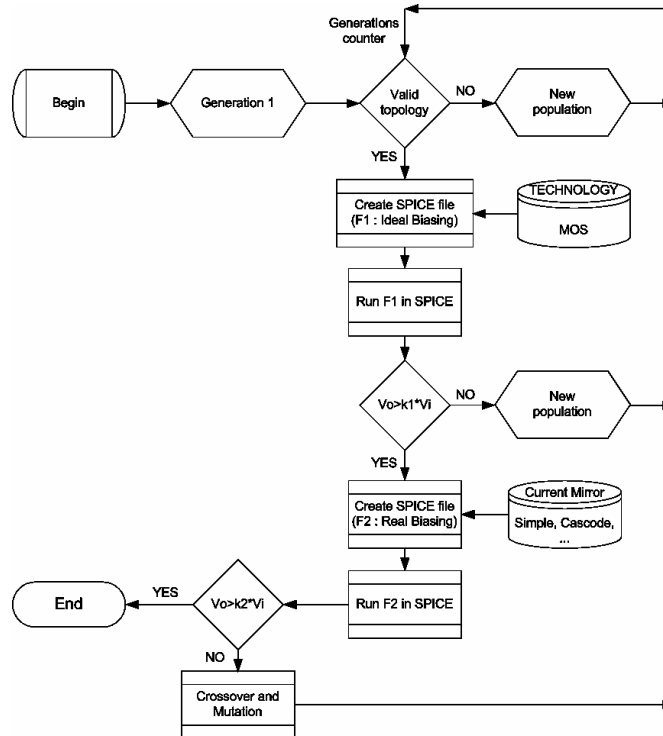 Generations
counter
Begin
Generation 1
Valid
topology
NO
New
population
YES
Create SPICE file
(F1 : Ideal Biasing)
TECHNOLOGY
MOS
Run F1 in SPICE
Vo>k1*Vi
NO
New
population
YES
Create SPICE file
(F2 : Real Biasing)
Current Mirror
Simple, Cascode,
...
End
YES
Vo>k2*Vi
Run F2 in SPICE
NO
Crossover and
Mutation